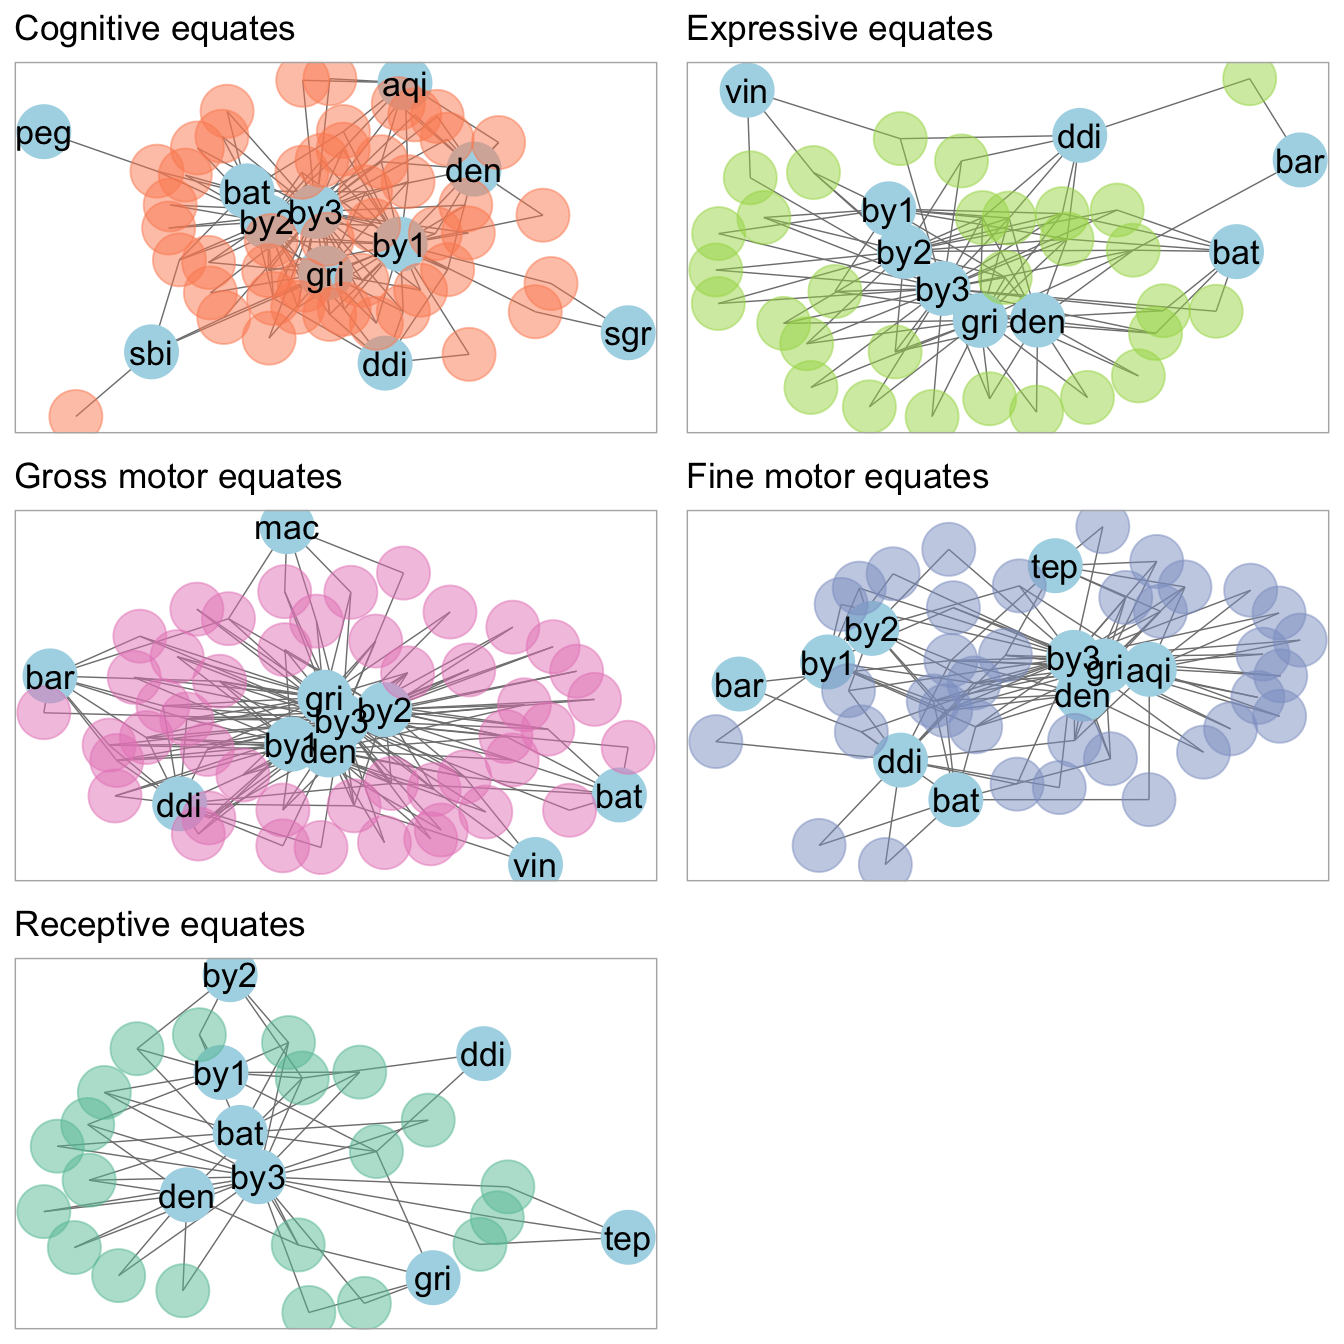 Cognitive equates
aqi
peg
den
bat
by3
by2
by1
gri
sgr
sbi
ddi
Expressive equates
vin
ddi
bar
by1
by2
bat
by3
gri
den
Gross motor equates
mac
bar
gri
by3
by2
by1
den
ddi
bat
vin
Fine motor equates
tep
by2
by1
by3
gri
aqi
bar
den
ddi
bat
Receptive equates
by2
ddi
by1
bat
by3
den
tep
gri